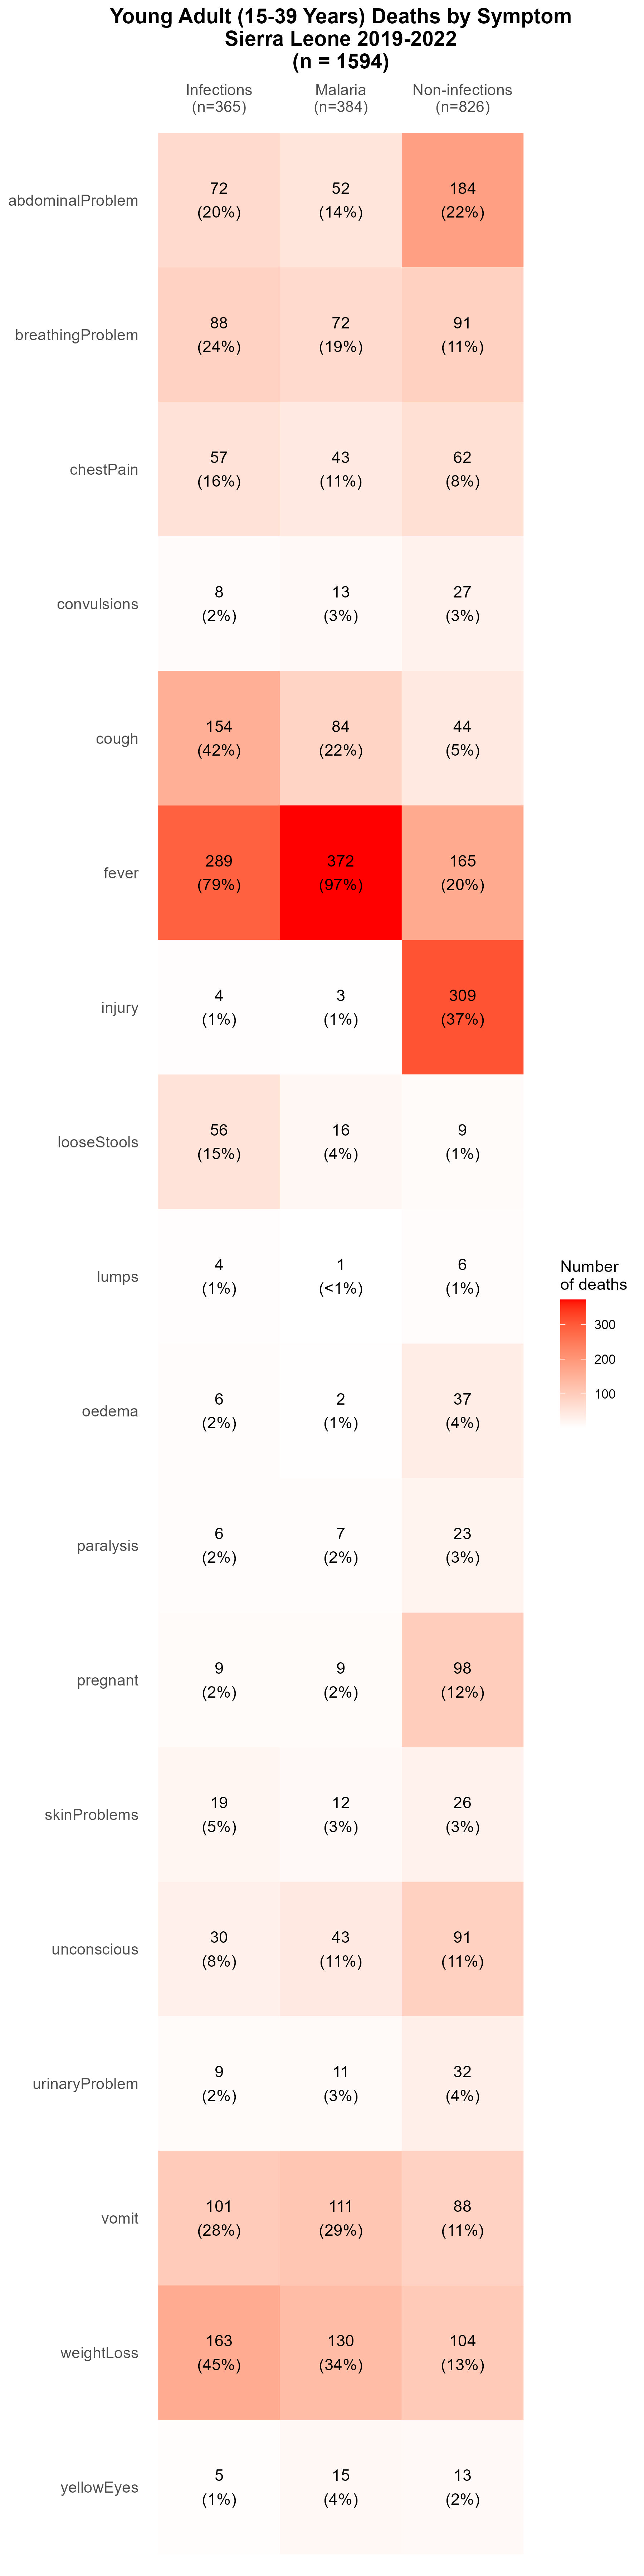 Young Adult (15-39 Years) Deaths by Symptom
Sierra Leone 2019-2022
(n = 1594)
Infections Malaria Non-infections
(n=365) (n=384) (n=826)
abdominalProblem
72 52 184
(20%) (14%) (22%)
breathingProblem
88 72 91
(24%) (19%) (11%)
chestPain
57 43 62
(16%) (11%) (8%)
convulsions
8 13 27
(2%) (3%) (3%)
cough
154 84 44
(42%) (22%) (5%)
fever
289 372 165
(79%) (97%) (20%)
injury
4 3 309
(1%) (1%) (37%)
looseStools
56 16 9
(15%) (4%) (1%)
lumps
4 1 6
(1%) (<1%) (1%)
oedema
6 2 37
(2%) (1%) (4%)
paralysis
6 7 23
(2%) (2%) (3%)
pregnant
9 9 98
(2%) (2%) (12%)
skinProblems
19 12 26
(5%) (3%) (3%)
unconscious
30 43 91
(8%) (11%) (11%)
urinaryProblem
9 11 32
(2%) (3%) (4%)
vomit
101 111 88
(28%) (29%) (11%)
weightLoss
163 130 104
(45%) (34%) (13%)
yellowEyes
5 15 13
(1%) (4%) (2%)
Number
of deaths
300
200
100